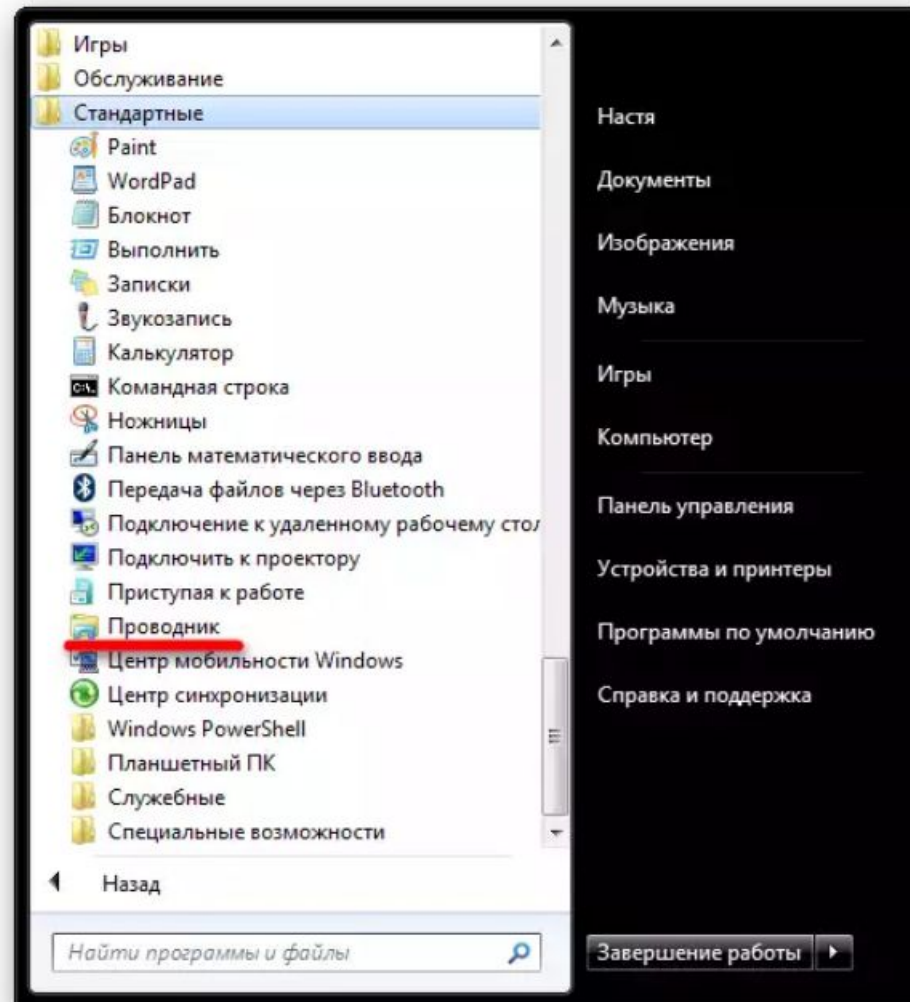 Игры
Обслуживание
Стандартные
Paint
WordPad
Блокнот
Выполнить
Записки
Звукозапись
Калькулятор
C:\.
Командная строка
Ножницы
Панель математического ввода
Передача файлов через Bluetooth
Подключение к удаленному рабочему стол
Подключить к проектору
Приступая к работе
Проводник
Центр мобильности Windows
Центр синхронизации
Windows PowerShell
Планшетный ПК
Служебные
Специальные возможности
Назад
Найти программы и файлы
Настя
Документы
Изображения
Музыка
Игры
Компьютер
Панель управления
Устройства и принтеры
Программы по умолчанию
Справка и поддержка
Завершение работы